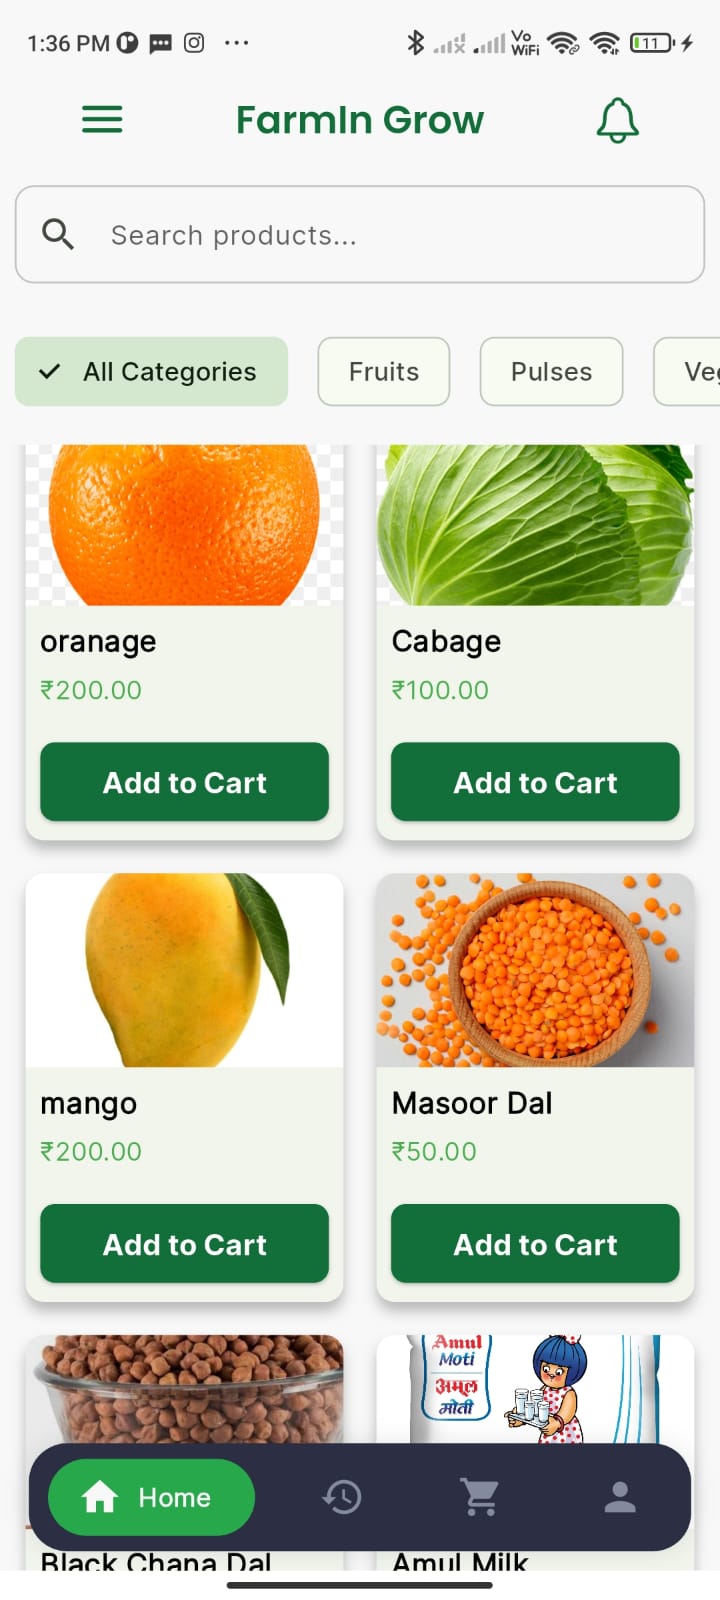 1:36 PM
Vo
WiFi
11
FarmIn Grow
Search products...
All Categories
Fruits
Pulses
Veg
oranage
Cabage
₹200.00
₹100.00
Add to Cart
Add to Cart
mango
Masoor Dal
₹200.00
₹50.00
Add to Cart
Add to Cart
Amul
Moti
अमूल
मोती
Home
Black Chana Dal
Amul Milk